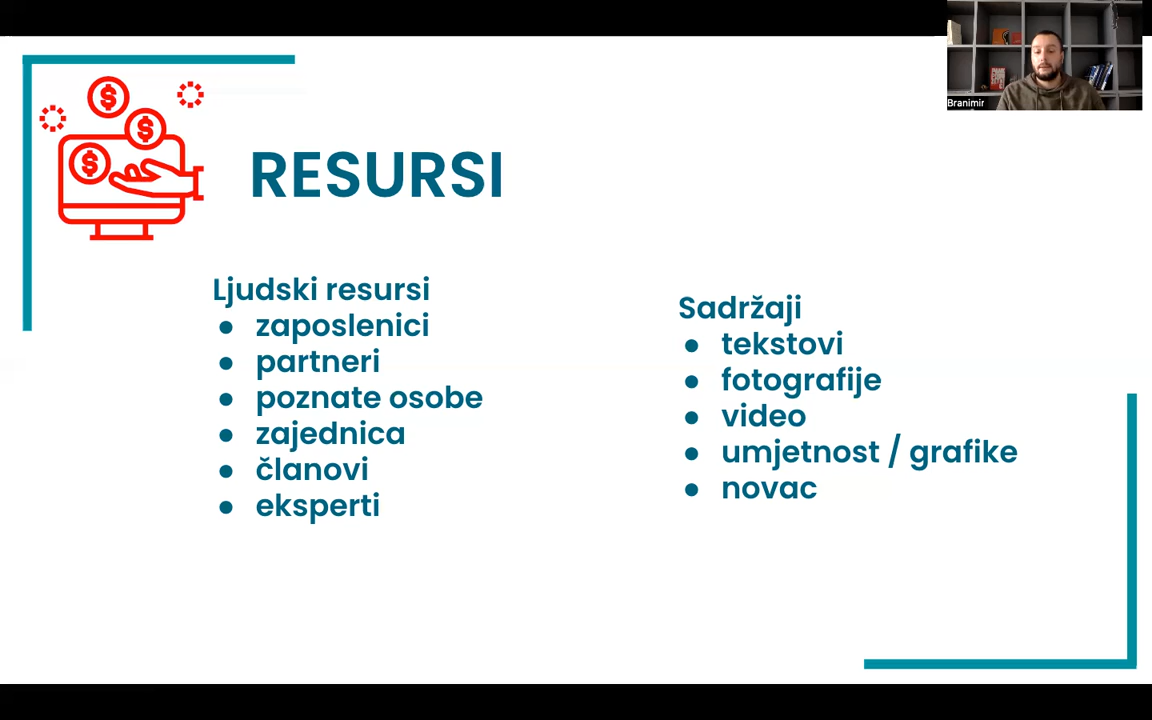 Branimir
RESURSI
Ljudski resursi
● zaposlenici
● partneri
● poznate osobe
● zajednica
● članovi
● eksperti
Sadržaji
● tekstovi
● fotografije
● video
● umjetnost / grafike
● novac